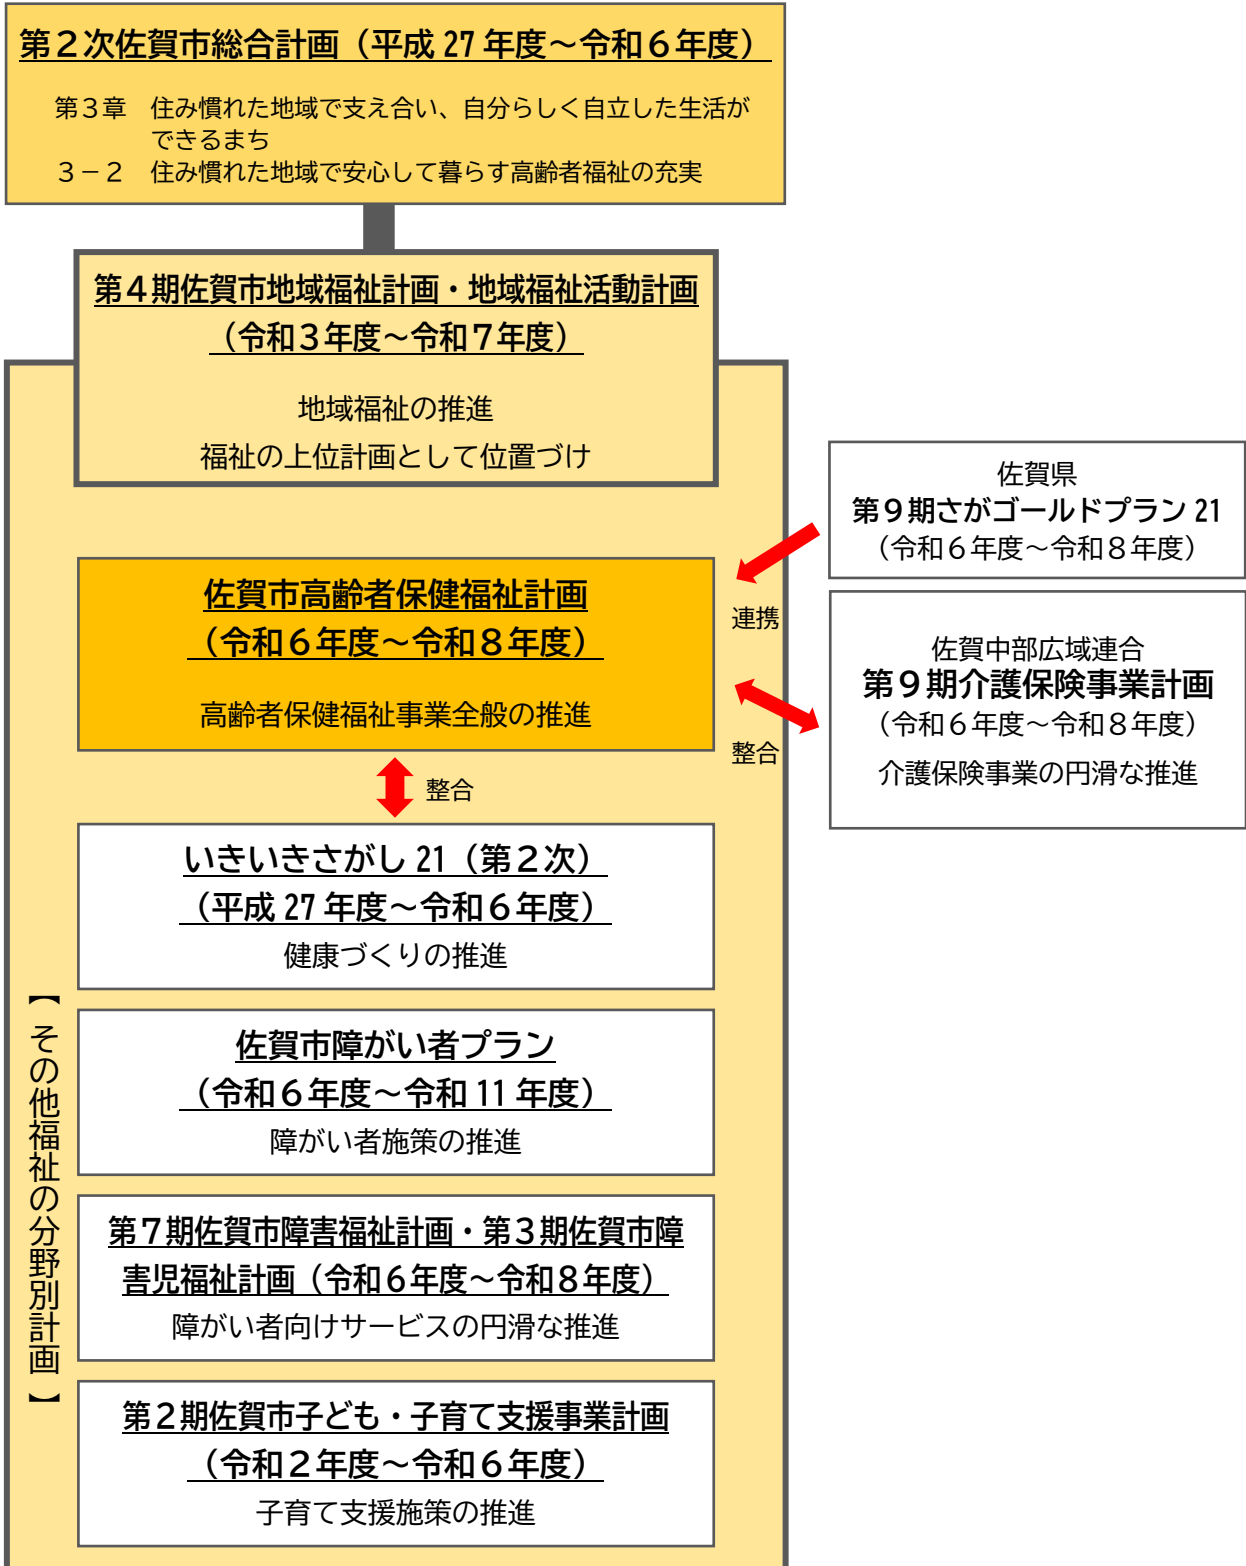 第２次佐賀市総合計画（平成27年度～令和６年度）
第３章　住み慣れた地域で支え合い、自分らしく自立した生活が
できるまち
３－２　住み慣れた地域で安心して暮らす高齢者福祉の充実
第４期佐賀市地域福祉計画・地域福祉活動計画
（令和３年度～令和７年度）
地域福祉の推進
福祉の上位計画として位置づけ
佐賀県
第９期さがゴールドプラン21
（令和６年度～令和８年度）
佐賀市高齢者保健福祉計画
（令和６年度～令和８年度）
高齢者保健福祉事業全般の推進
連携
整合
佐賀中部広域連合
第９期介護保険事業計画
（令和６年度～令和８年度）
介護保険事業の円滑な推進
整合
いきいきさがし21（第２次）
（平成27年度～令和６年度）
健康づくりの推進
【その他福祉の分野別計画】
佐賀市障がい者プラン
（令和６年度～令和11年度）
障がい者施策の推進
第７期佐賀市障害福祉計画・第３期佐賀市障
害児福祉計画（令和６年度～令和８年度）
障がい者向けサービスの円滑な推進
第２期佐賀市子ども・子育て支援事業計画
（令和２年度～令和６年度）
子育て支援施策の推進